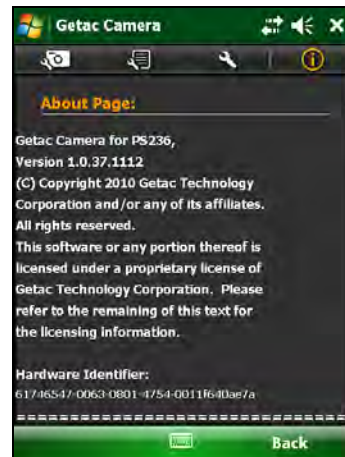 Getac Camera
About Page:
Getac Camera for PS236,
Version 1.0.37.1112
(C) Copyright 2010 Getac Technology
Corporation and/or any of its affiliates.
All rights reserved.
This software or any portion thereof is
licensed under a proprietary license of
Getac Technology Corporation. Please
refer to the remaining of this text for
the licensing information.
Hardware Identifier:
61746547-0063-0801-4754-0011f640ae7a
==============================
Back